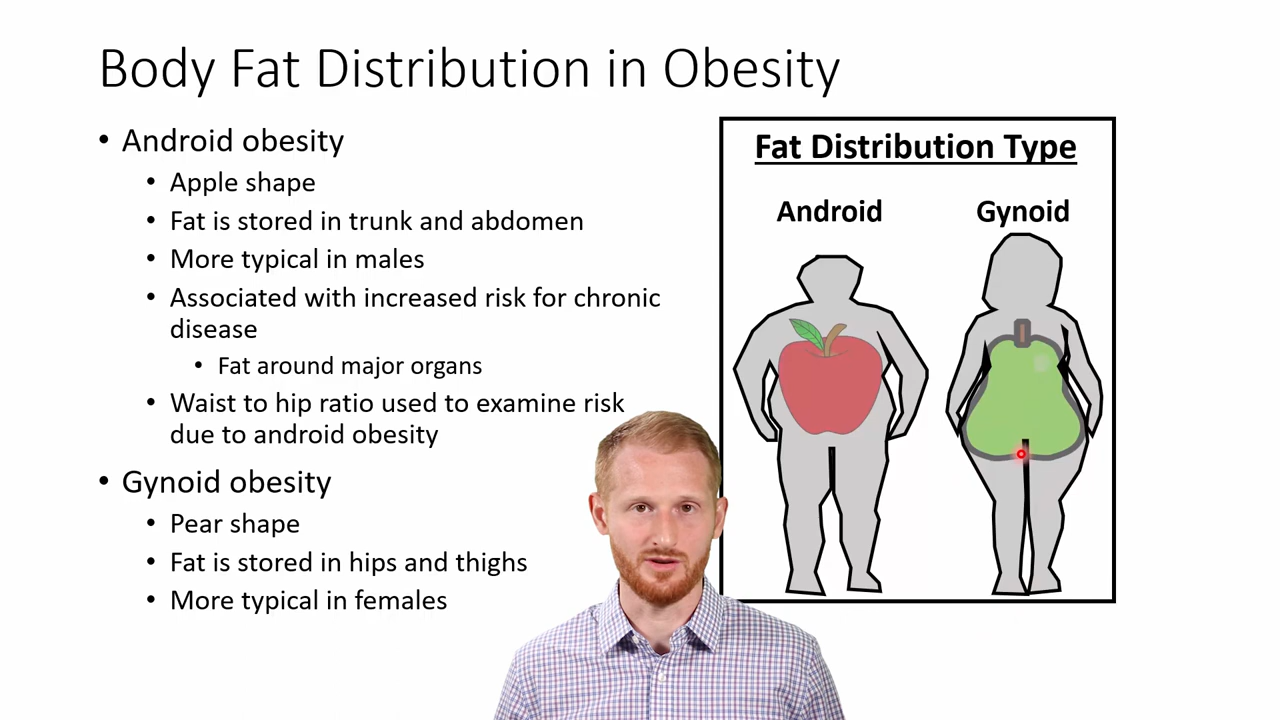 Body Fat Distribution in Obesity
• Android obesity
• Apple shape
• Fat is stored in trunk and abdomen
• More typical in males
• Associated with increased risk for chronic
disease
• Fat around major organs
• Waist to hip ratio used to examine risk
due to android obesity
• Gynoid obesity
• Pear shape
• Fat is stored in hips and thighs
• More typical in females
Fat Distribution Type
Android
Gynoid